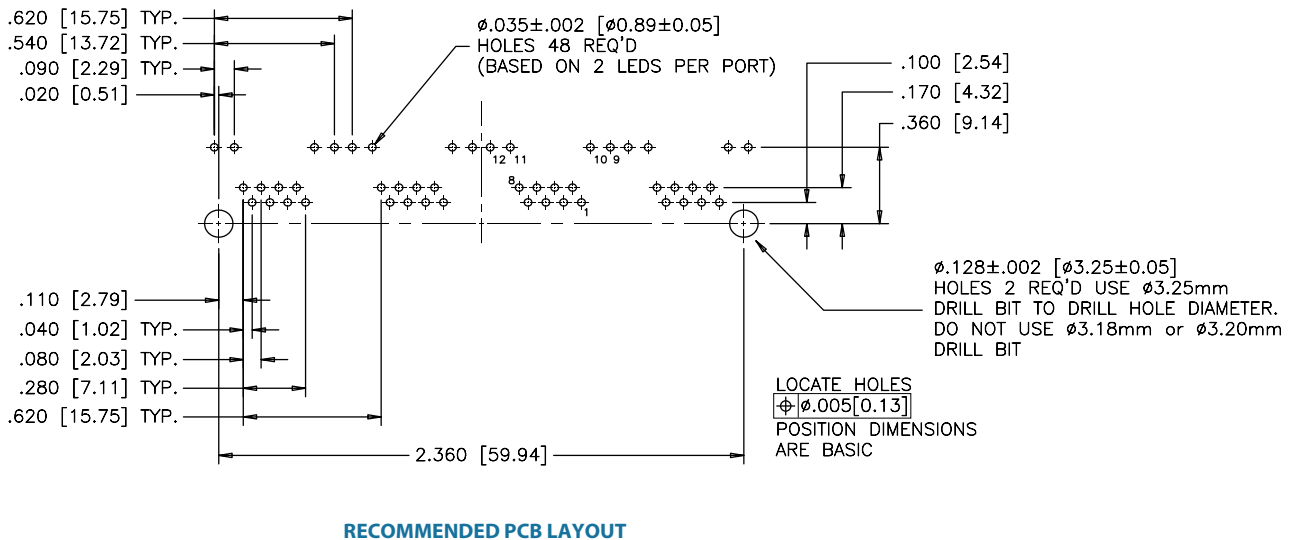 .620 [15.75] TYP.
.540 [13.72] TYP.
.090 [2.29] TYP.
.020 [0.51]
ø.035±.002 [ø0.89±0.05]
HOLES 48 REQ'D
(BASED ON 2 LEDS PER PORT)
.100 [2.54]
.170 [4.32]
.360 [9.14]
12 11
10 9
8
1
.110 [2.79]
.040 [1.02] TYP.
.080 [2.03] TYP.
.280 [7.11] TYP.
.620 [15.75] TYP.
2.360 [59.94]
ø.128±.002 [ø3.25±0.05]
HOLES 2 REQ'D USE ø3.25mm
DRILL BIT TO DRILL HOLE DIAMETER.
DO NOT USE ø3.18mm or ø3.20mm
DRILL BIT
LOCATE HOLES
⌖ ø.005[0.13]
POSITION DIMENSIONS
ARE BASIC
RECOMMENDED PCB LAYOUT